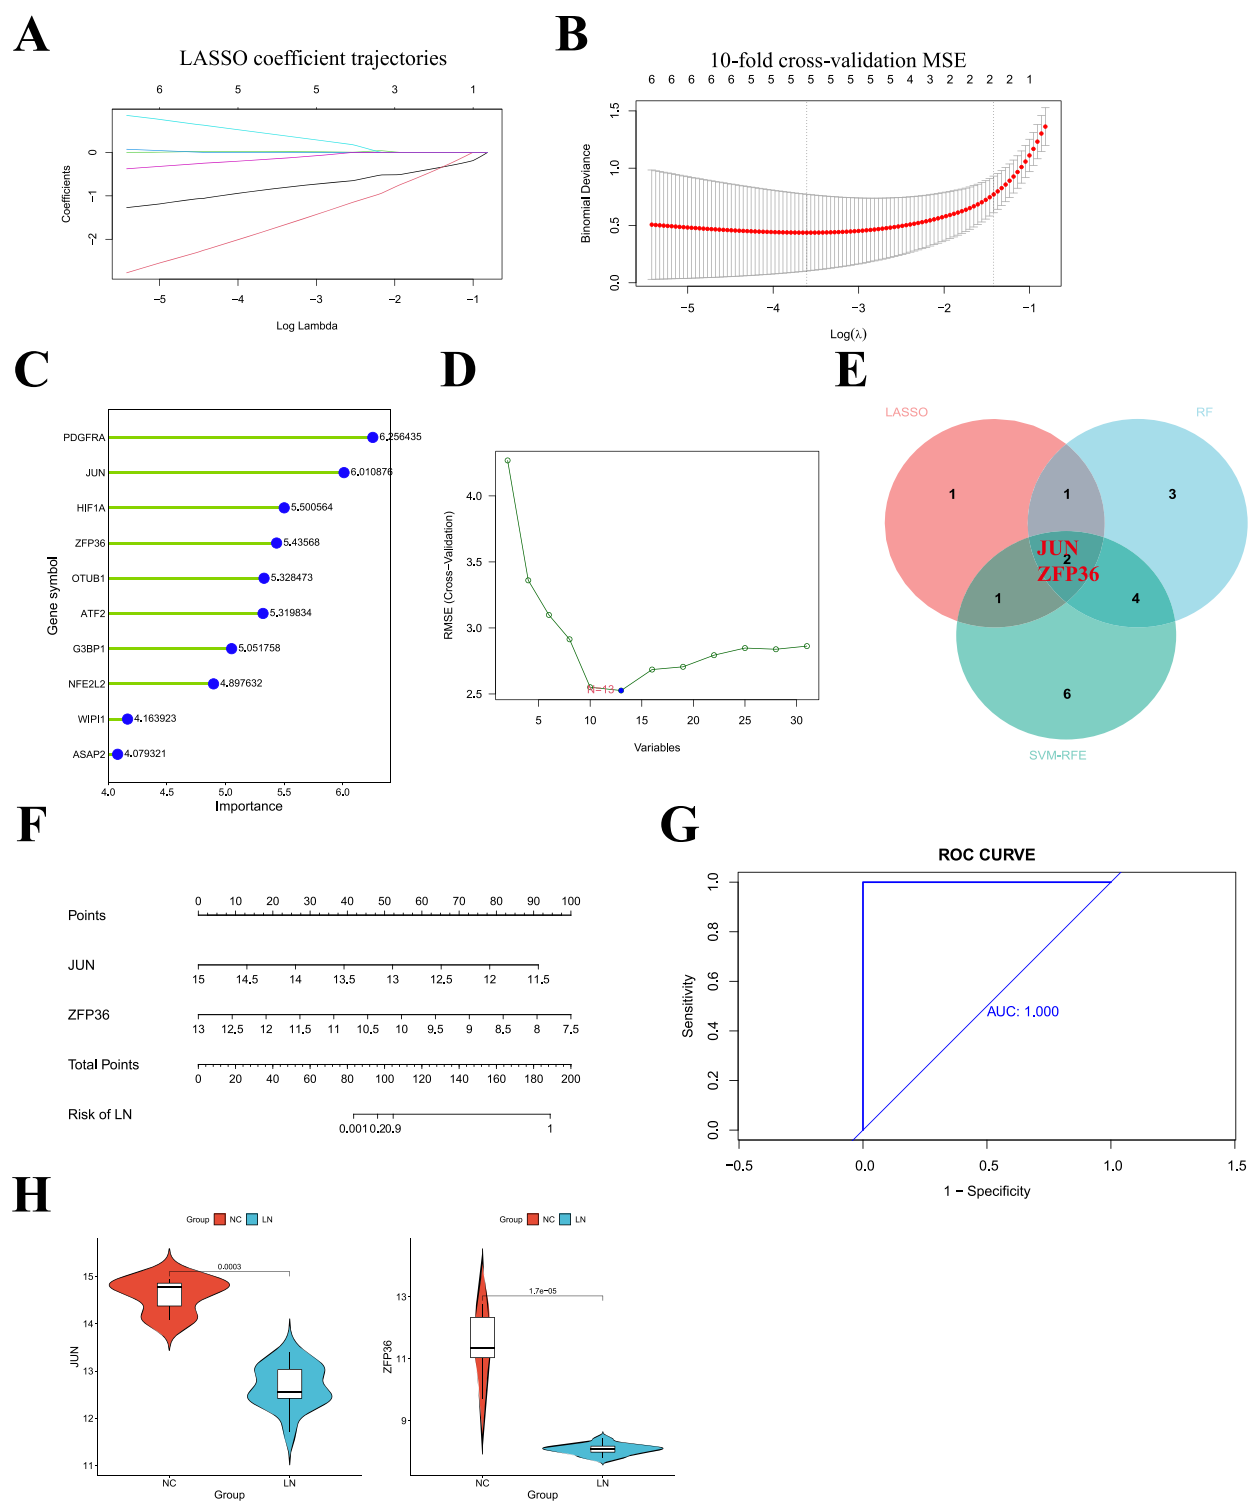 A
LASSO coefficient trajectories
6 5 5 3 1
0
−1
−2
Coefficients
−5 −4 −3 −2 −1
Log Lambda
B
10-fold cross-validation MSE
6 6 6 6 6 5 5 5 5 5 5 5 4 3 2 2 2 2 1
1.5
1.0
0.5
0.0
Binomial Deviance
−5 −4 −3 −2 −1
Log(λ)
C
Gene symbol
PDGFRA 6.256435
JUN 6.010876
HIF1A 5.500564
ZFP36 5.43568
OTUB1 5.328473
ATF2 5.319834
G3BP1 5.051758
NFE2L2 4.897632
WIPI1 4.163923
ASAP2 4.079321
4.0 4.5 5.0 5.5 6.0
Importance
D
RMSE (Cross−Validation)
4.0
3.5
3.0
2.5
N=13
5 10 15 20 25 30
Variables
E
LASSO RF
1 1 3
JUN
2
ZFP36
1 4
6
SVM-RFE
F
Points
0 10 20 30 40 50 60 70 80 90 100
JUN
15 14.5 14 13.5 13 12.5 12 11.5
ZFP36
13 12.5 12 11.5 11 10.5 10 9.5 9 8.5 8 7.5
Total Points
0 20 40 60 80 100 120 140 160 180 200
Risk of LN
0.001 0.2 0.9 1
G
ROC CURVE
Sensitivity
1.0
0.8
0.6
0.4
0.2
0.0
AUC: 1.000
−0.5 0.0 0.5 1.0 1.5
1 − Specificity
H
Group NC LN
0.0003
15
14
13
12
11
JUN
NC LN
Group
Group NC LN
1.7e−05
13
11
9
ZFP36
NC LN
Group